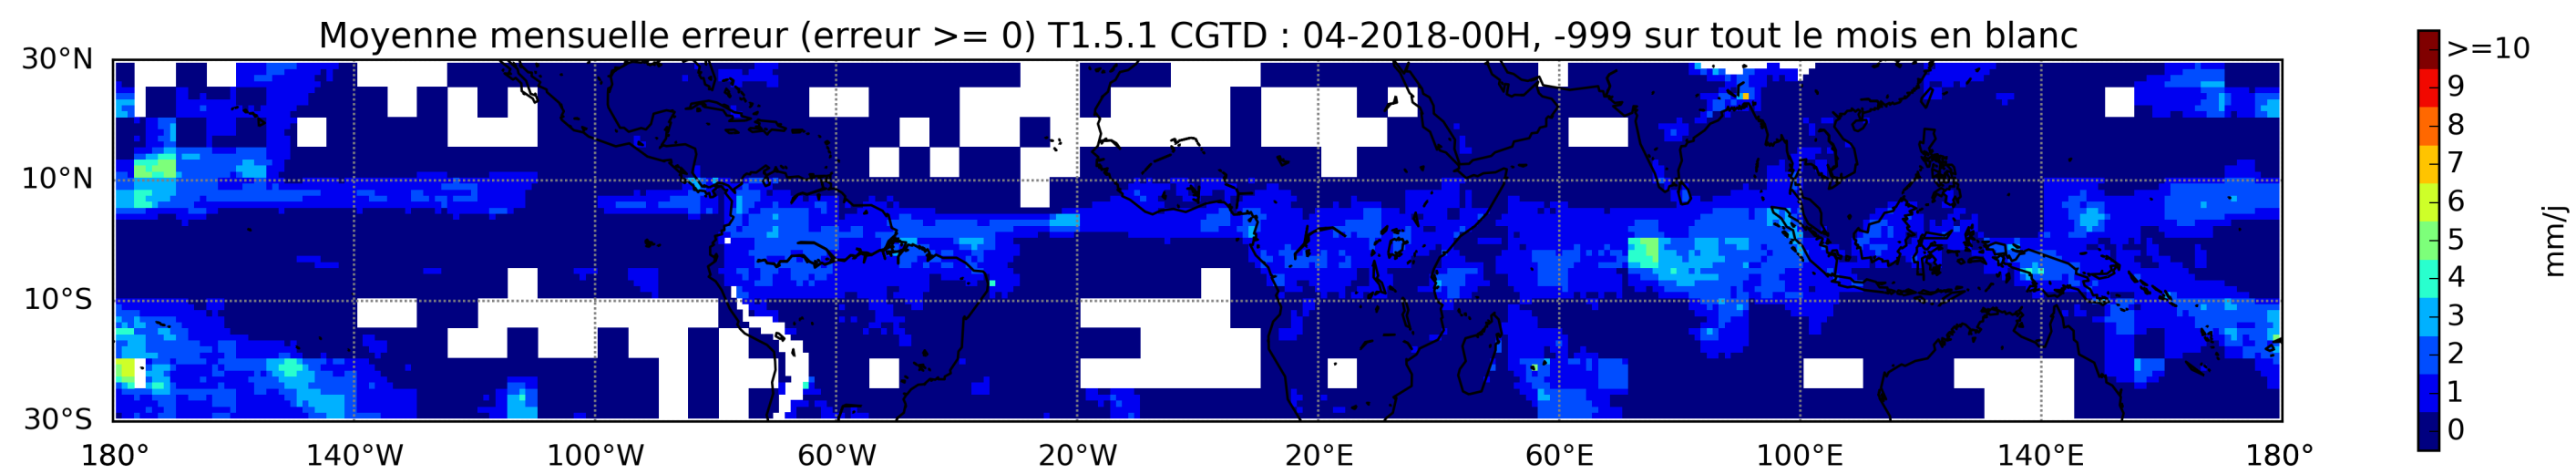 Moyenne mensuelle erreur (erreur >= 0) T1.5.1 CGTD : 04-2018-00H, -999 sur tout le mois en blanc
30°N
10°N
10°S
30°S
180° 140°W 100°W 60°W 20°W 20°E 60°E 100°E 140°E 180°
>=10
9
8
7
6
5
4
3
2
1
0
mm/j